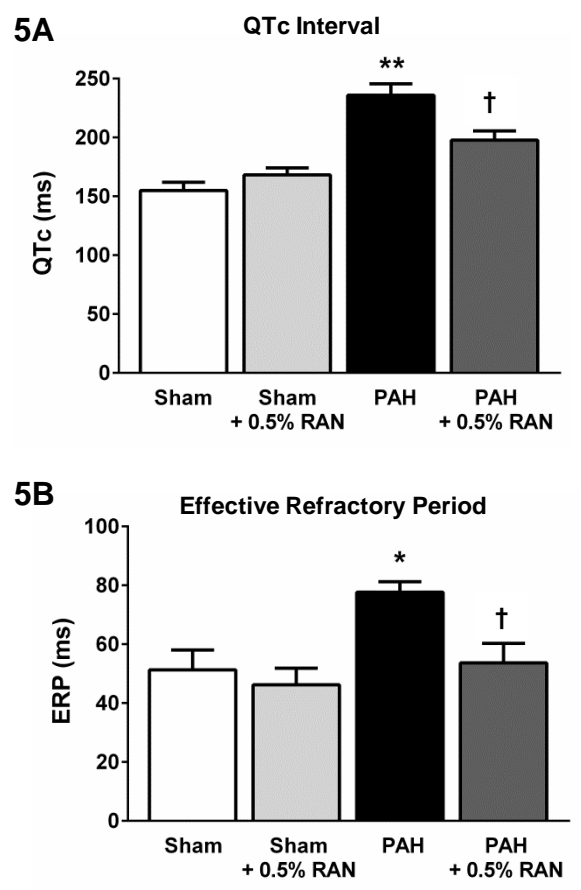 5A
QTc Interval
QTc (ms)
250
200
150
100
50
0
**
†
Sham
Sham
+ 0.5% RAN
PAH
PAH
+ 0.5% RAN
5B
Effective Refractory Period
ERP (ms)
100
80
60
40
20
0
*
†
Sham
Sham
+ 0.5% RAN
PAH
PAH
+ 0.5% RAN